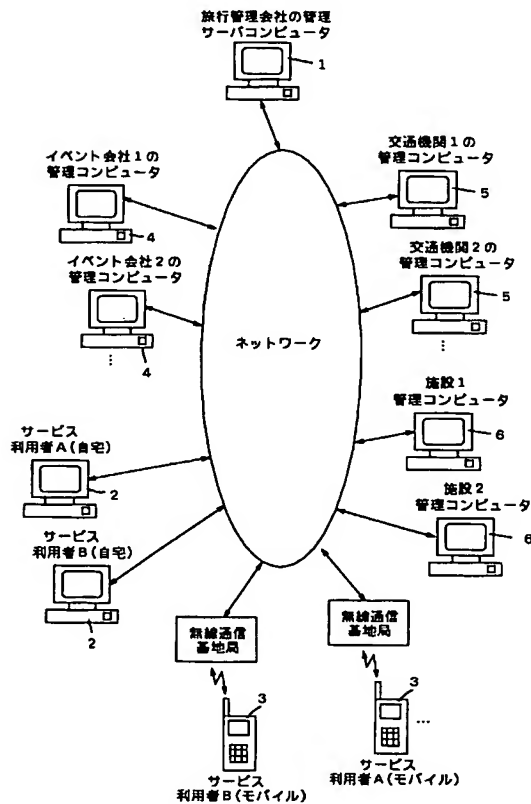 旅行管理会社の管理
サーバコンピュータ
1
イベント会社1の
管理コンピュータ
4
イベント会社2の
管理コンピュータ
4
⋮
交通機関1の
管理コンピュータ
5
交通機関2の
管理コンピュータ
5
⋮
ネットワーク
施設1
管理コンピュータ
6
施設2
管理コンピュータ
6
サービス
利用者A(自宅)
2
サービス
利用者B(自宅)
2
無線通信
基地局
無線通信
基地局
3
サービス
利用者B(モバイル)
3
…
サービス
利用者A(モバイル)